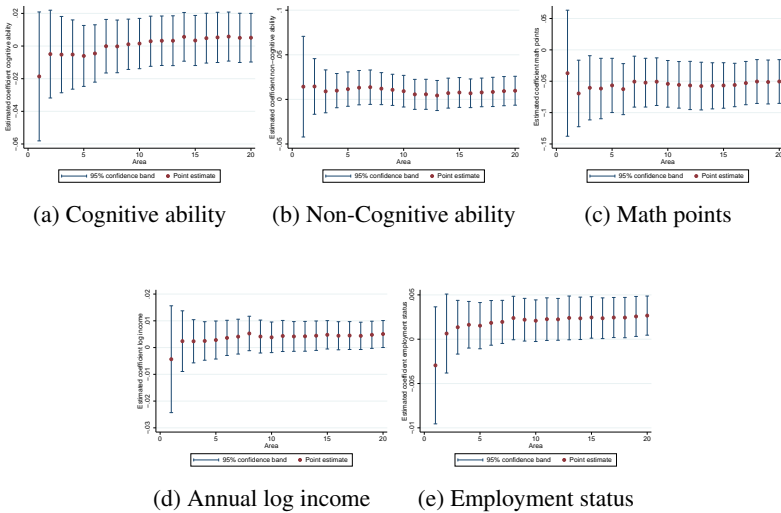 Estimated coefficient cognitive ability
.02
0
-.02
-.04
-.06
0
5
10
15
20
Area
95% confidence band
Point estimate
(a) Cognitive ability
Estimated coefficient non-cognitive ability
.1
.05
0
-.05
0
5
10
15
20
Area
95% confidence band
Point estimate
(b) Non-Cognitive ability
Estimated coefficient math points
.05
0
-.05
-.1
-.15
0
5
10
15
20
Area
95% confidence band
Point estimate
(c) Math points
Estimated coefficient log income
.02
.01
0
-.01
-.02
-.03
0
5
10
15
20
Area
95% confidence band
Point estimate
(d) Annual log income
Estimated coefficient employment status
.005
0
-.005
-.01
0
5
10
15
20
Area
95% confidence band
Point estimate
(e) Employment status